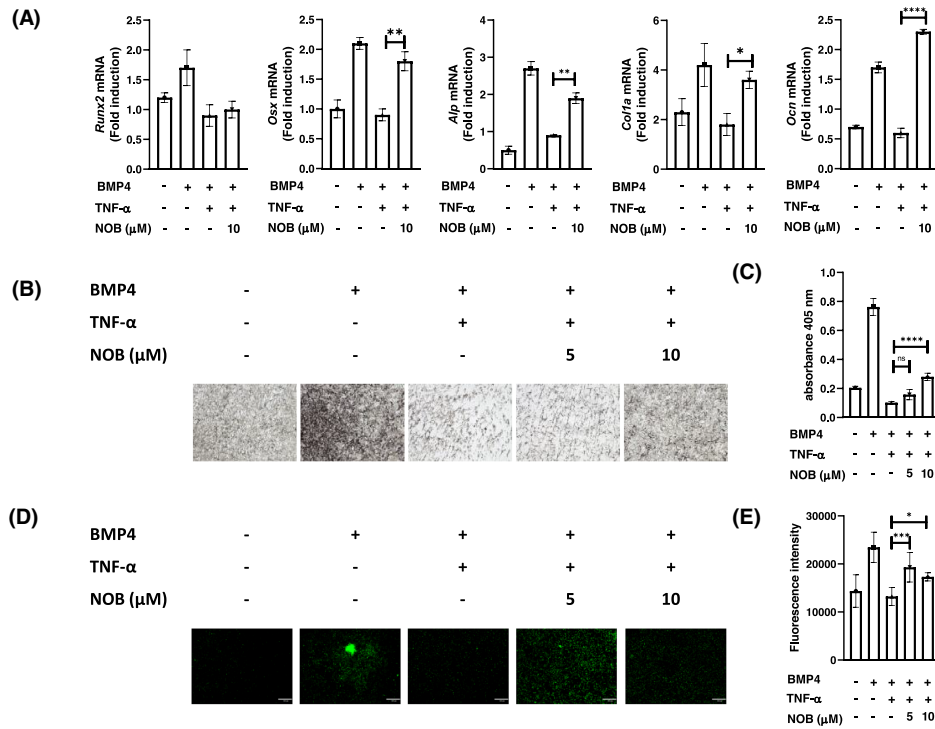 (A)
Runx2 mRNA
(Fold induction)
2.5
2.0
1.5
1.0
0.5
0.0
BMP4 - + + +
TNF-α - - + +
NOB (μM) - - - 10
Osx mRNA
(Fold induction)
2.5
2.0
1.5
1.0
0.5
0.0
**
BMP4 - + + +
TNF-α - - + +
NOB (μM) - - - 10
Alp mRNA
(Fold induction)
4
3
2
1
0
**
BMP4 - + + +
TNF-α - - + +
NOB (μM) - - - 10
Col1a mRNA
(Fold induction)
6
4
2
0
*
BMP4 - + + +
TNF-α - - + +
NOB (μM) - - - 10
Ocn mRNA
(Fold induction)
2.5
2.0
1.5
1.0
0.5
0.0
****
BMP4 - + + +
TNF-α - - + +
NOB (μM) - - - 10
(B)
BMP4 - + + + +
TNF-α - - + + +
NOB (μM) - - - 5 10
(C)
absorbance 405 nm
1.0
0.8
0.6
0.4
0.2
0.0
****
ns
BMP4 - + + + +
TNF-α - - + + +
NOB (μM) - - - 5 10
(D)
BMP4 - + + + +
TNF-α - - + + +
NOB (μM) - - - 5 10
(E)
Fluorescence intensity
30000
20000
10000
0
*
***
BMP4 - + + + +
TNF-α - - + + +
NOB (μM) - - - 5 10